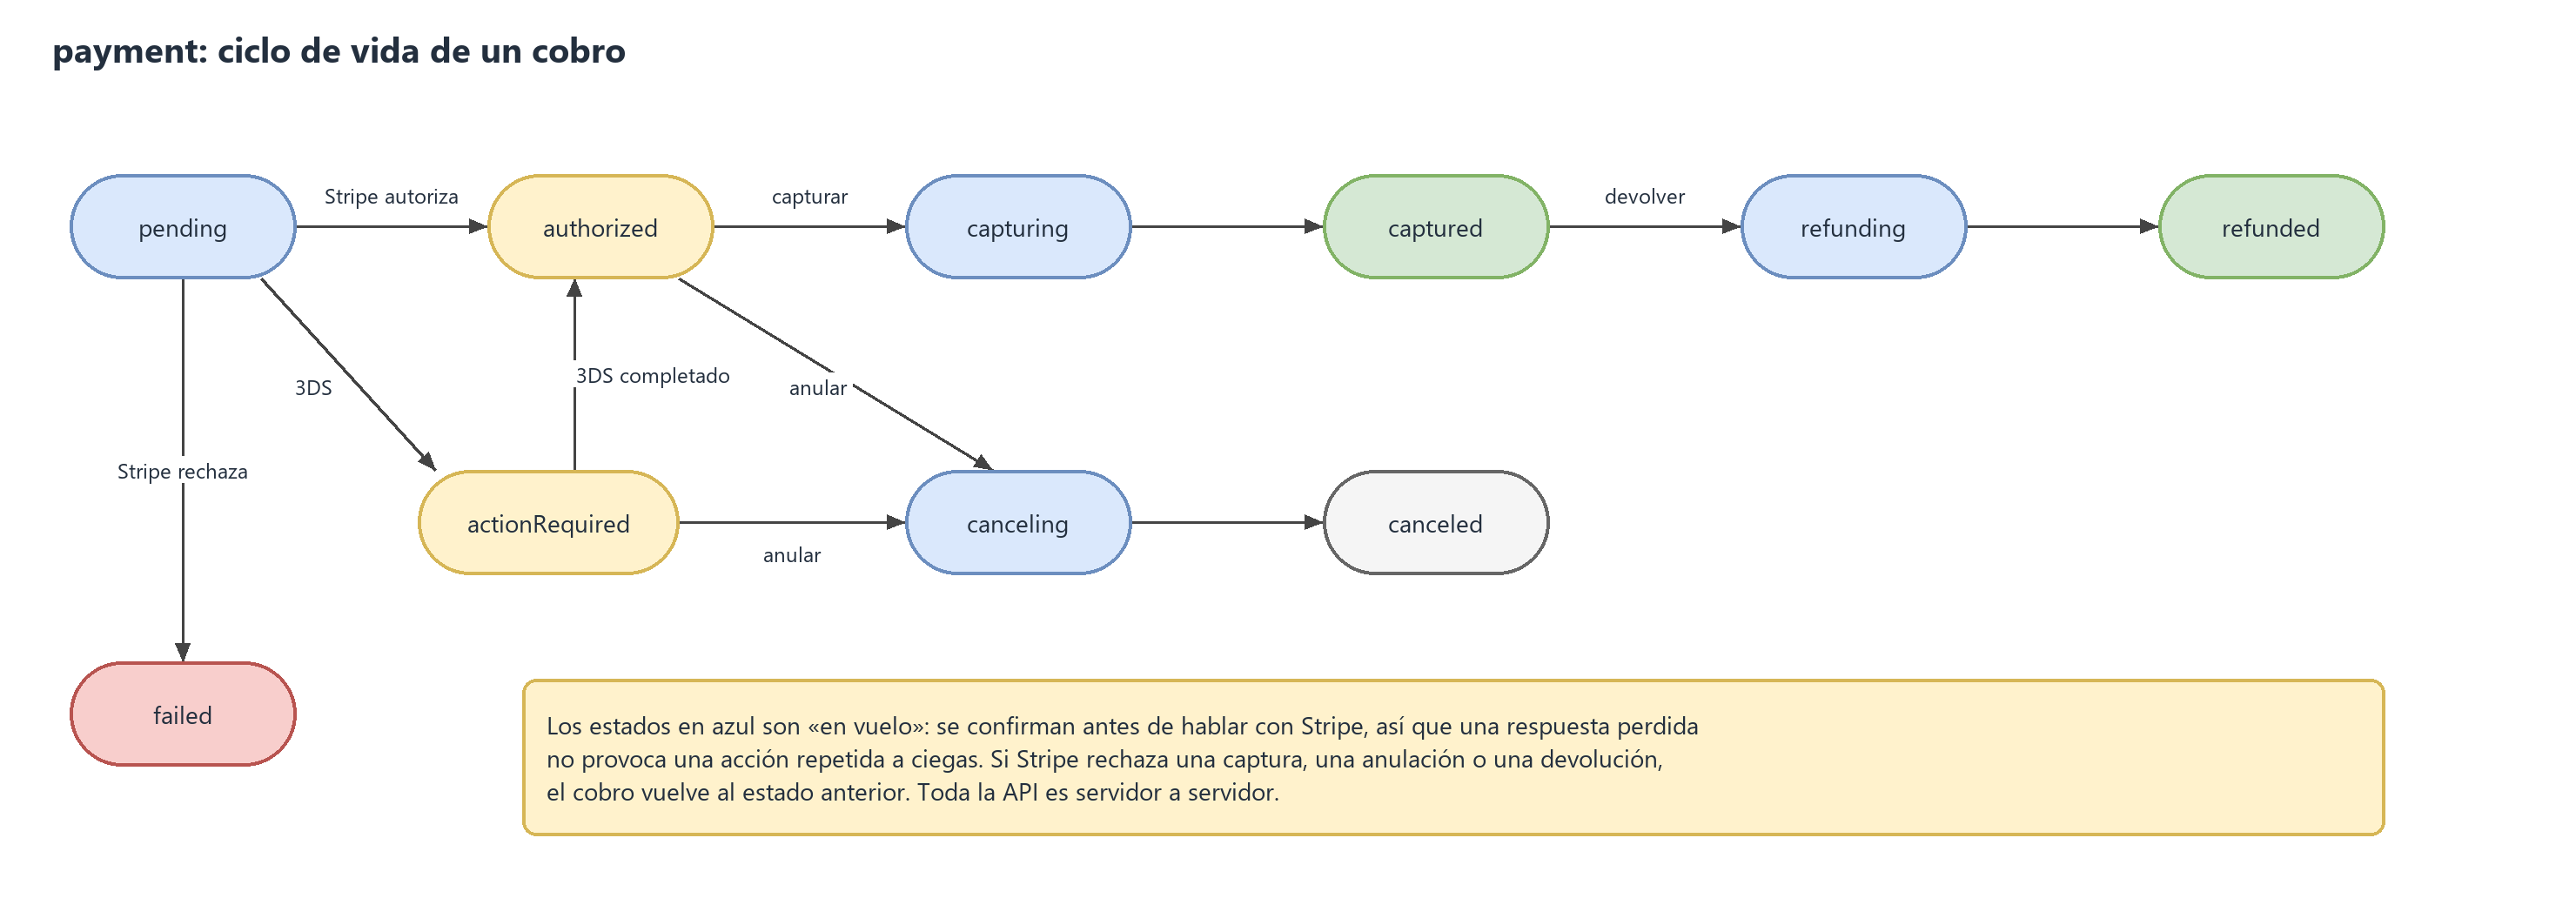 payment: ciclo de vida de un cobro
pending
Stripe autoriza
authorized
capturar
capturing
captured
devolver
refunding
refunded
3DS
3DS completado
anular
Stripe rechaza
actionRequired
anular
canceling
canceled
failed
Los estados en azul son «en vuelo»: se confirman antes de hablar con Stripe, así que una respuesta perdida
no provoca una acción repetida a ciegas. Si Stripe rechaza una captura, una anulación o una devolución,
el cobro vuelve al estado anterior. Toda la API es servidor a servidor.